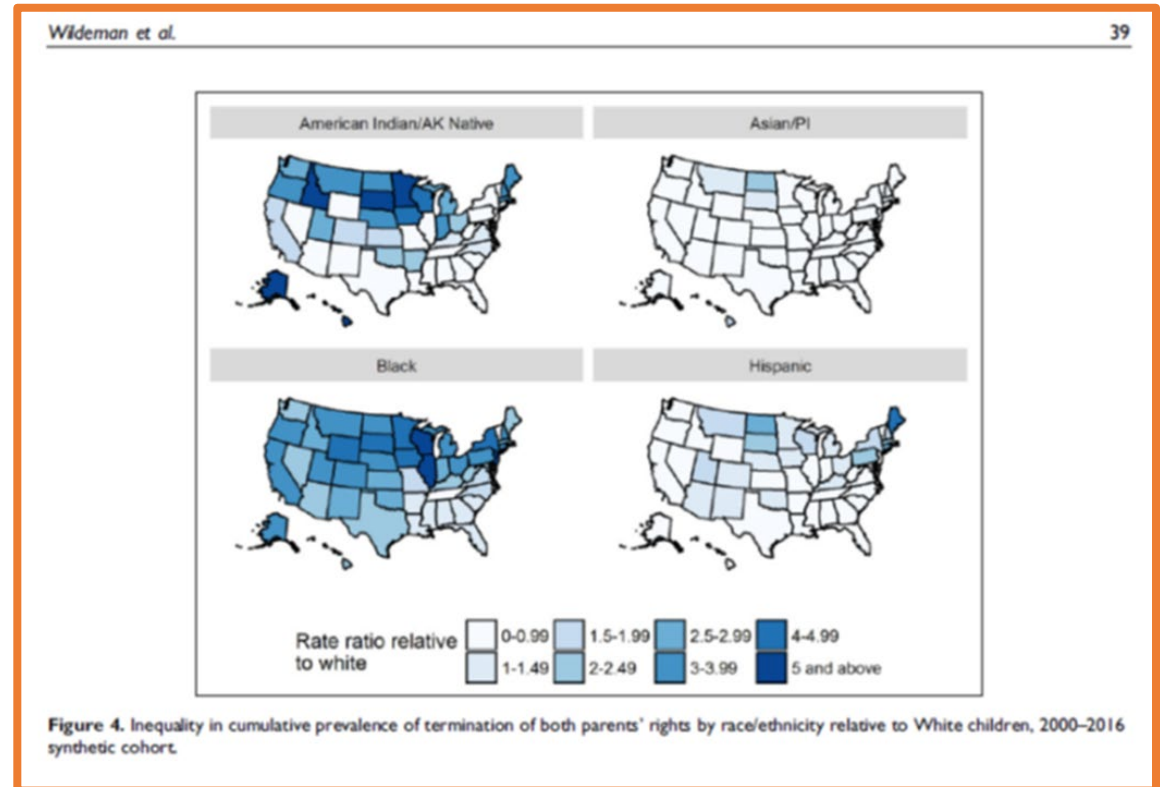 Wildeman et al. 39
American Indian/AK Native Asian/PI
Black Hispanic
Rate ratio relative to white
0-0.99 1.5-1.99 2.5-2.99 4-4.99
1-1.49 2-2.49 3-3.99 5 and above
Figure 4. Inequality in cumulative prevalence of termination of both parents' rights by race/ethnicity relative to White children, 2000–2016
synthetic cohort.